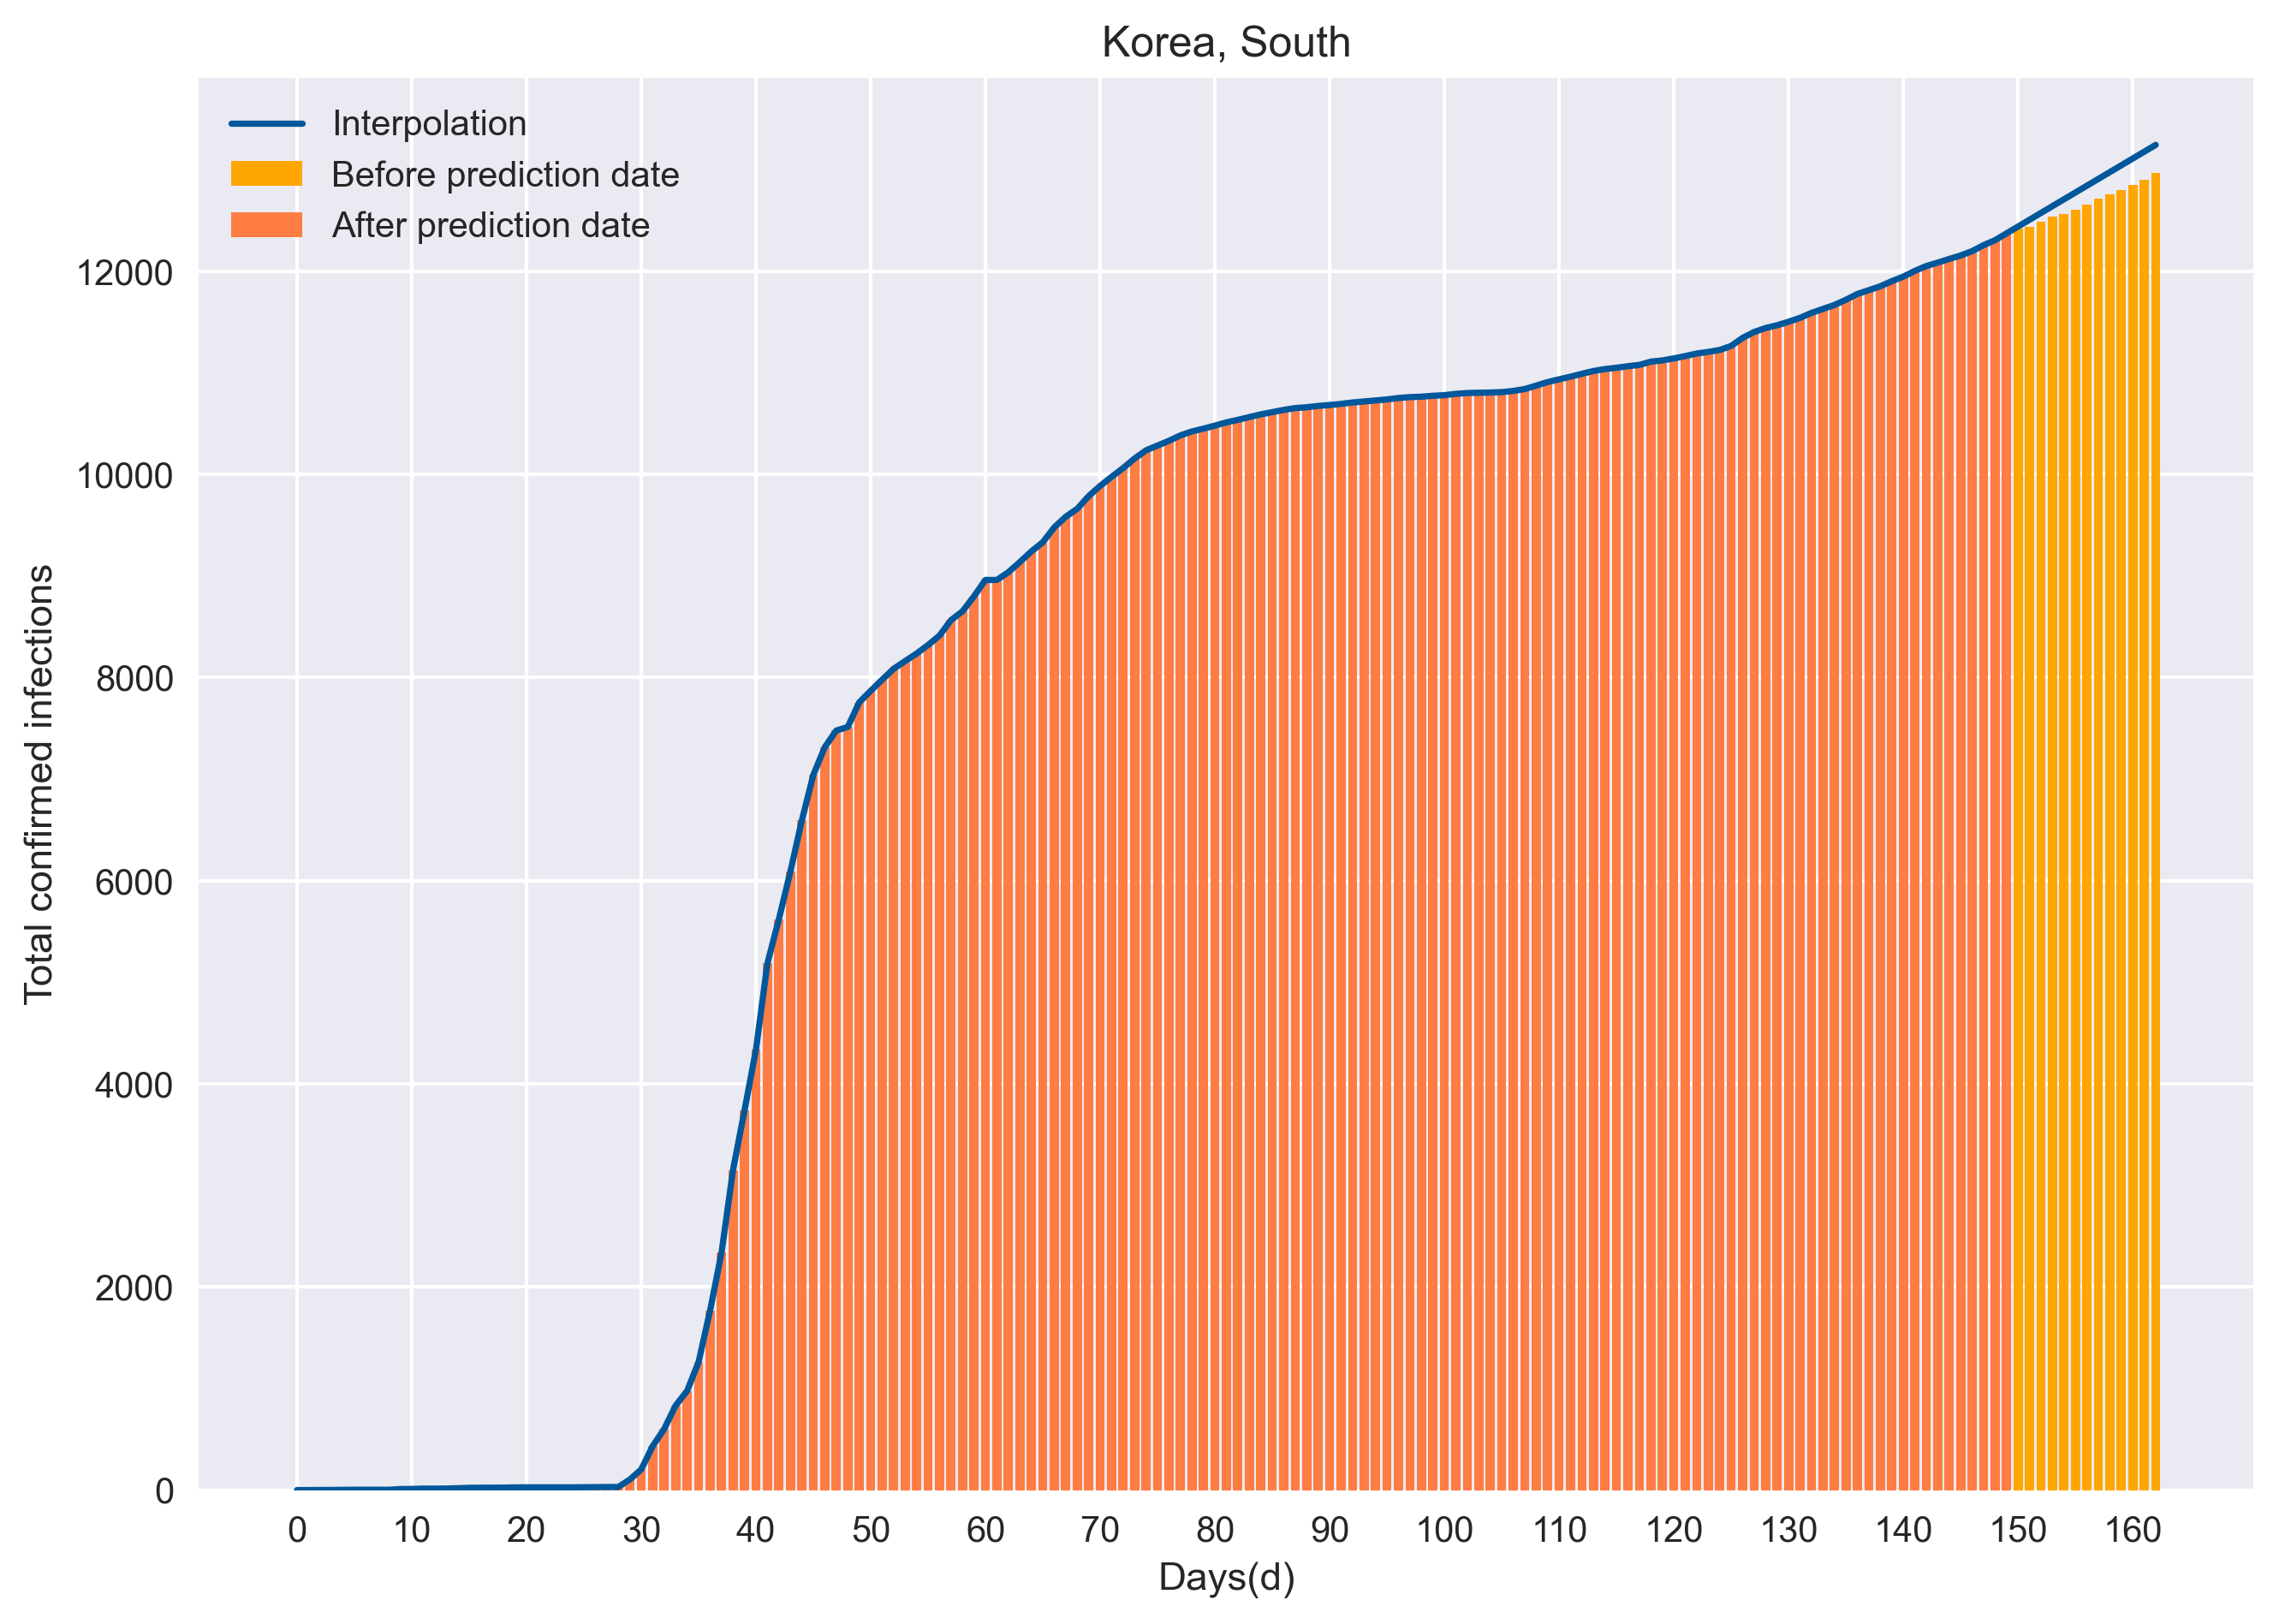 Korea, South
Interpolation
Before prediction date
After prediction date
12000
10000
8000
6000
4000
2000
0
Total confirmed infections
0 10 20 30 40 50 60 70 80 90 100 110 120 130 140 150 160
Days(d)